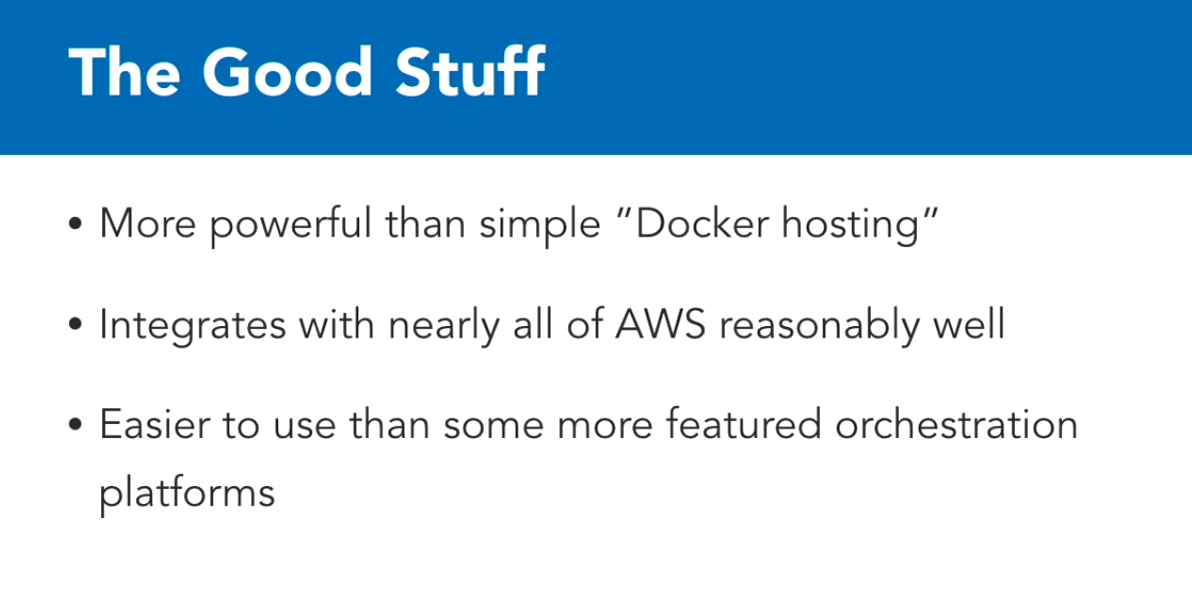 The Good Stuff
• More powerful than simple "Docker hosting"
• Integrates with nearly all of AWS reasonably well
• Easier to use than some more featured orchestration
platforms